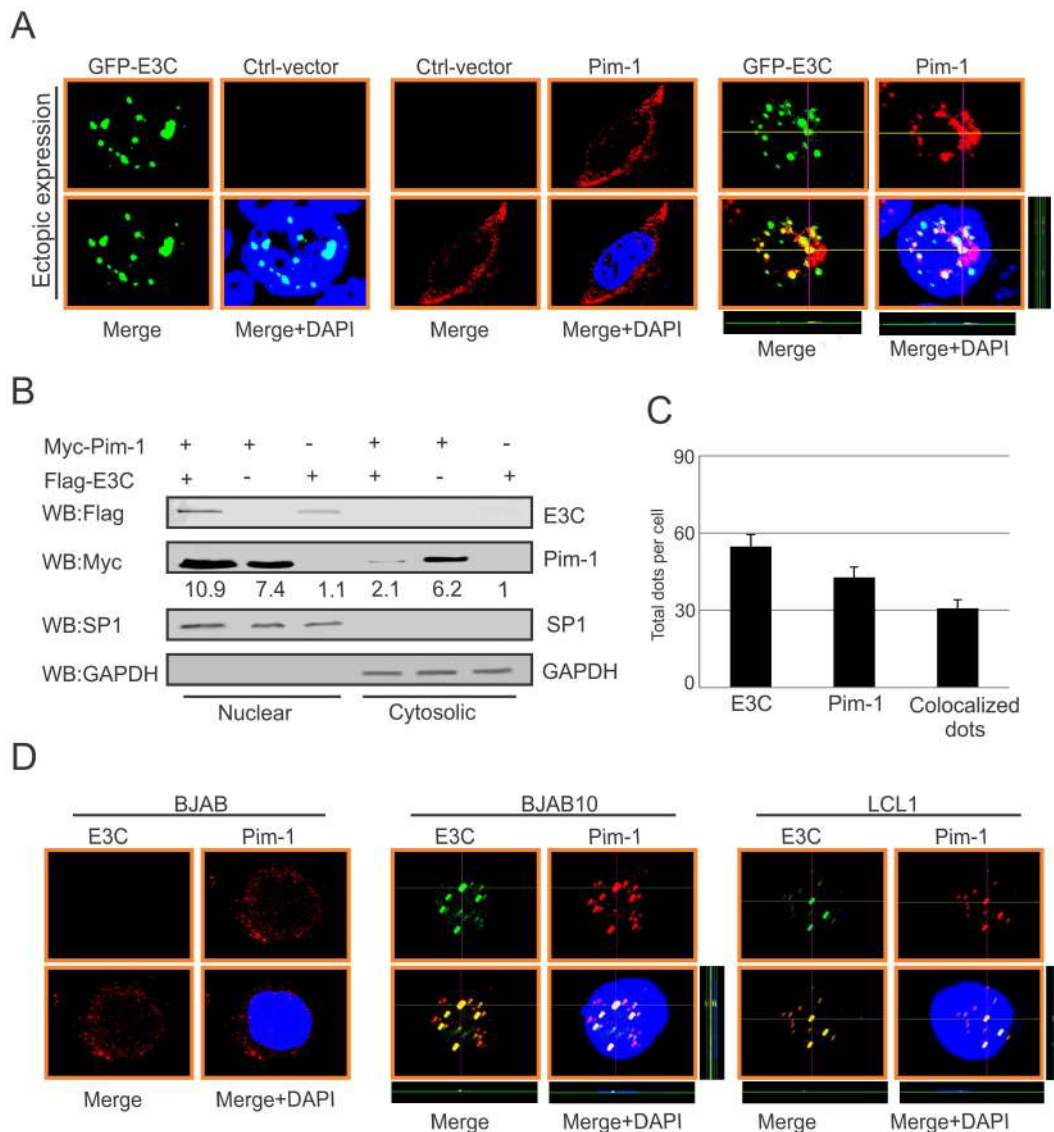 A
GFP-E3C Ctrl-vector Ctrl-vector Pim-1 GFP-E3C Pim-1
Ectopic expression
Merge Merge+DAPI Merge Merge+DAPI Merge Merge+DAPI
B
Myc-Pim-1 + + - + + -
Flag-E3C + - + + - +
WB:Flag E3C
WB:Myc Pim-1
10.9 7.4 1.1 2.1 6.2 1
WB:SP1 SP1
WB:GAPDH GAPDH
Nuclear Cytosolic
C
Total dots per cell
90
60
30
0
E3C Pim-1 Colocalized
dots
D
BJAB BJAB10 LCL1
E3C Pim-1 E3C Pim-1 E3C Pim-1
Merge Merge+DAPI Merge Merge+DAPI Merge Merge+DAPI